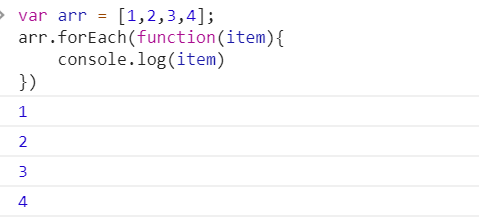 var arr = [1,2,3,4];
arr.forEach(function(item){
    console.log(item)
})
1
2
3
4